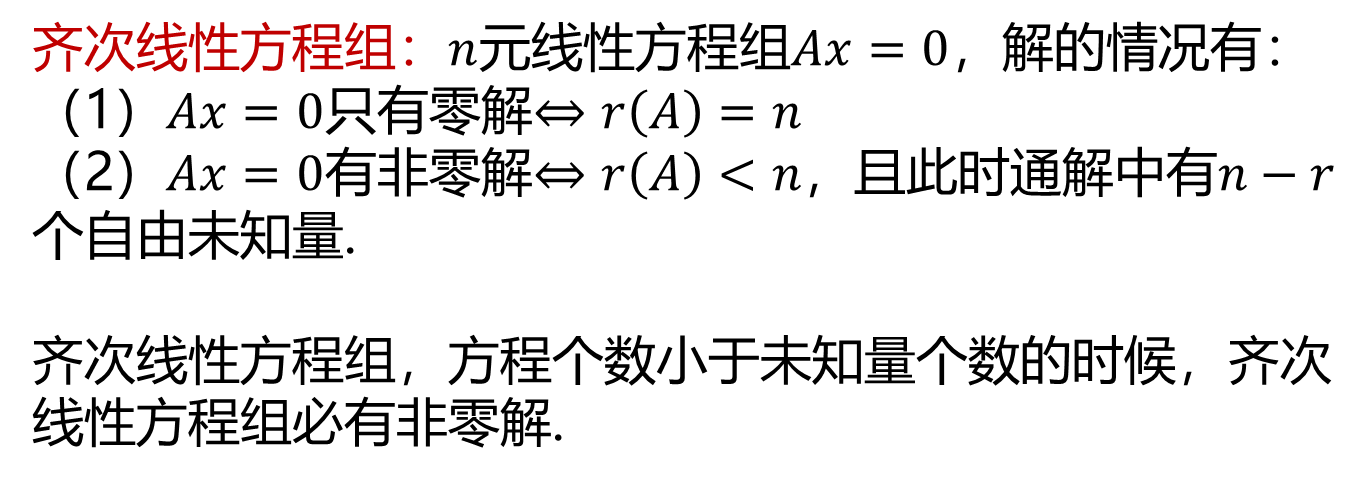 齐次线性方程组：n元线性方程组Ax = 0，解的情况有：
（1）Ax = 0只有零解⇔ r(A) = n
（2）Ax = 0有非零解⇔ r(A) < n，且此时通解中有n − r
个自由未知量.
齐次线性方程组，方程个数小于未知量个数的时候，齐次
线性方程组必有非零解.